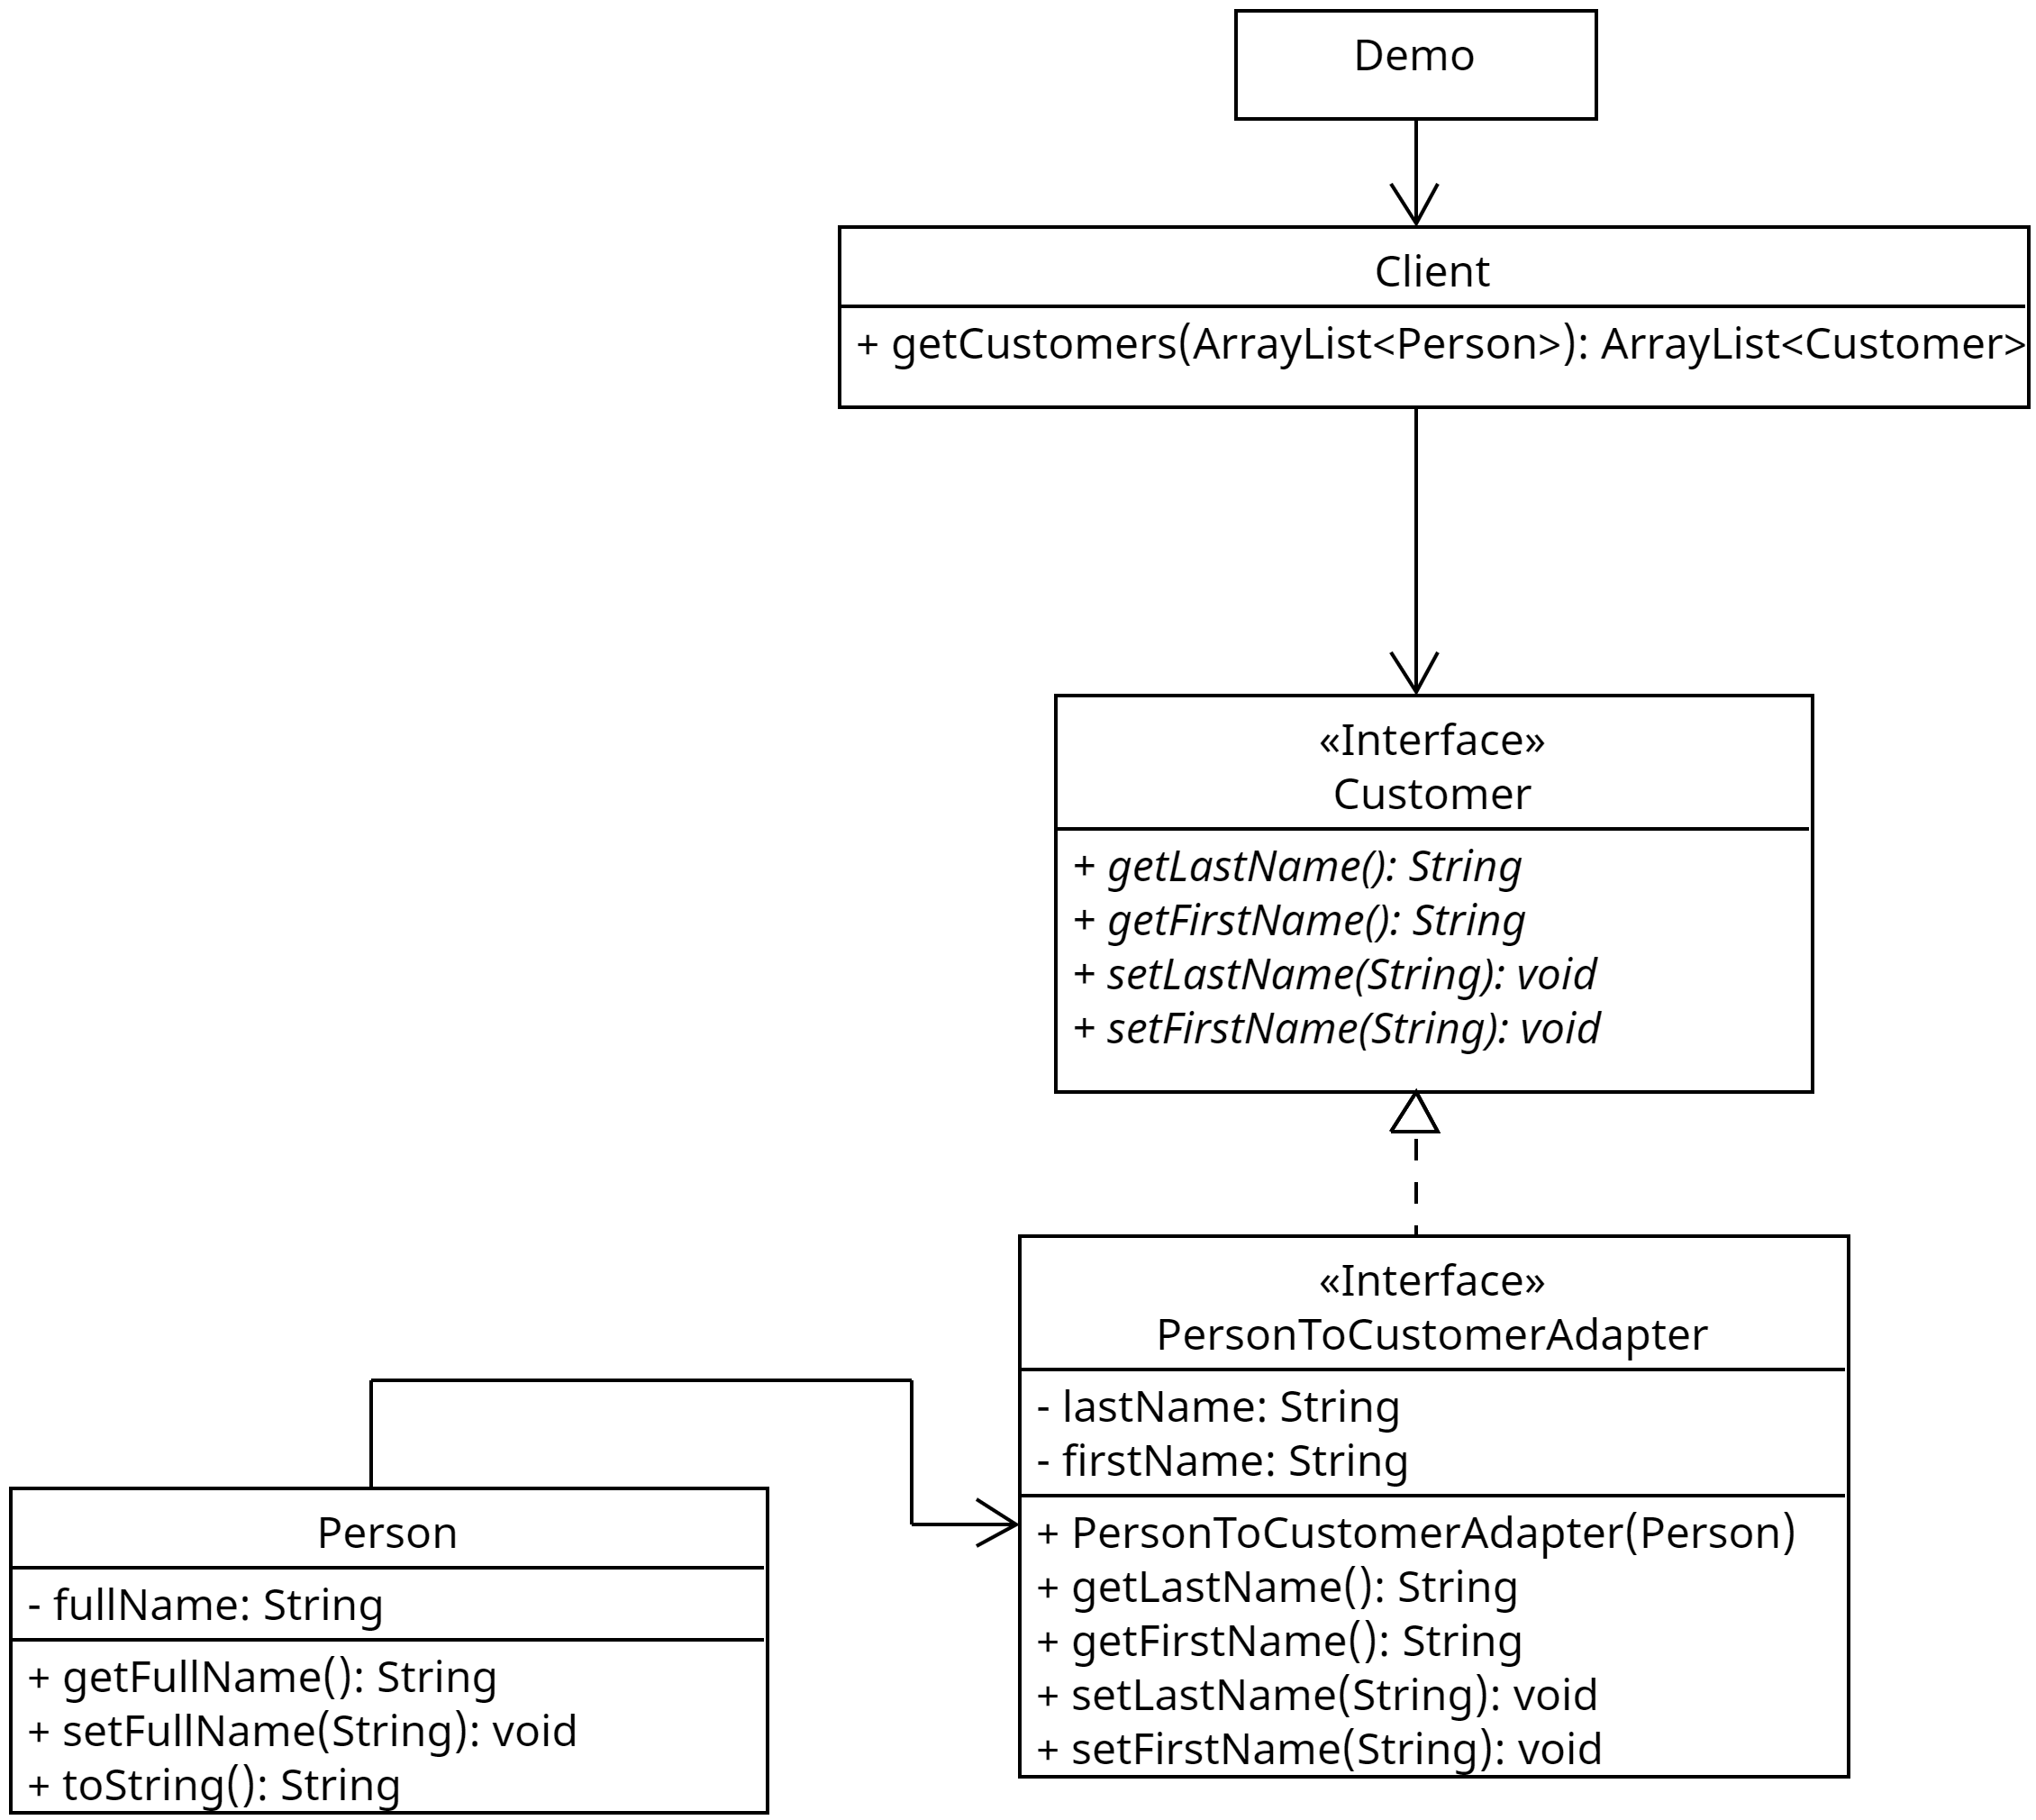 Demo
Client
+ getCustomers(ArrayList<Person>): ArrayList<Customer>
«Interface»
Customer
+ getLastName(): String
+ getFirstName(): String
+ setLastName(String): void
+ setFirstName(String): void
«Interface»
PersonToCustomerAdapter
- lastName: String
- firstName: String
+ PersonToCustomerAdapter(Person)
+ getLastName(): String
+ getFirstName(): String
+ setLastName(String): void
+ setFirstName(String): void
Person
- fullName: String
+ getFullName(): String
+ setFullName(String): void
+ toString(): String